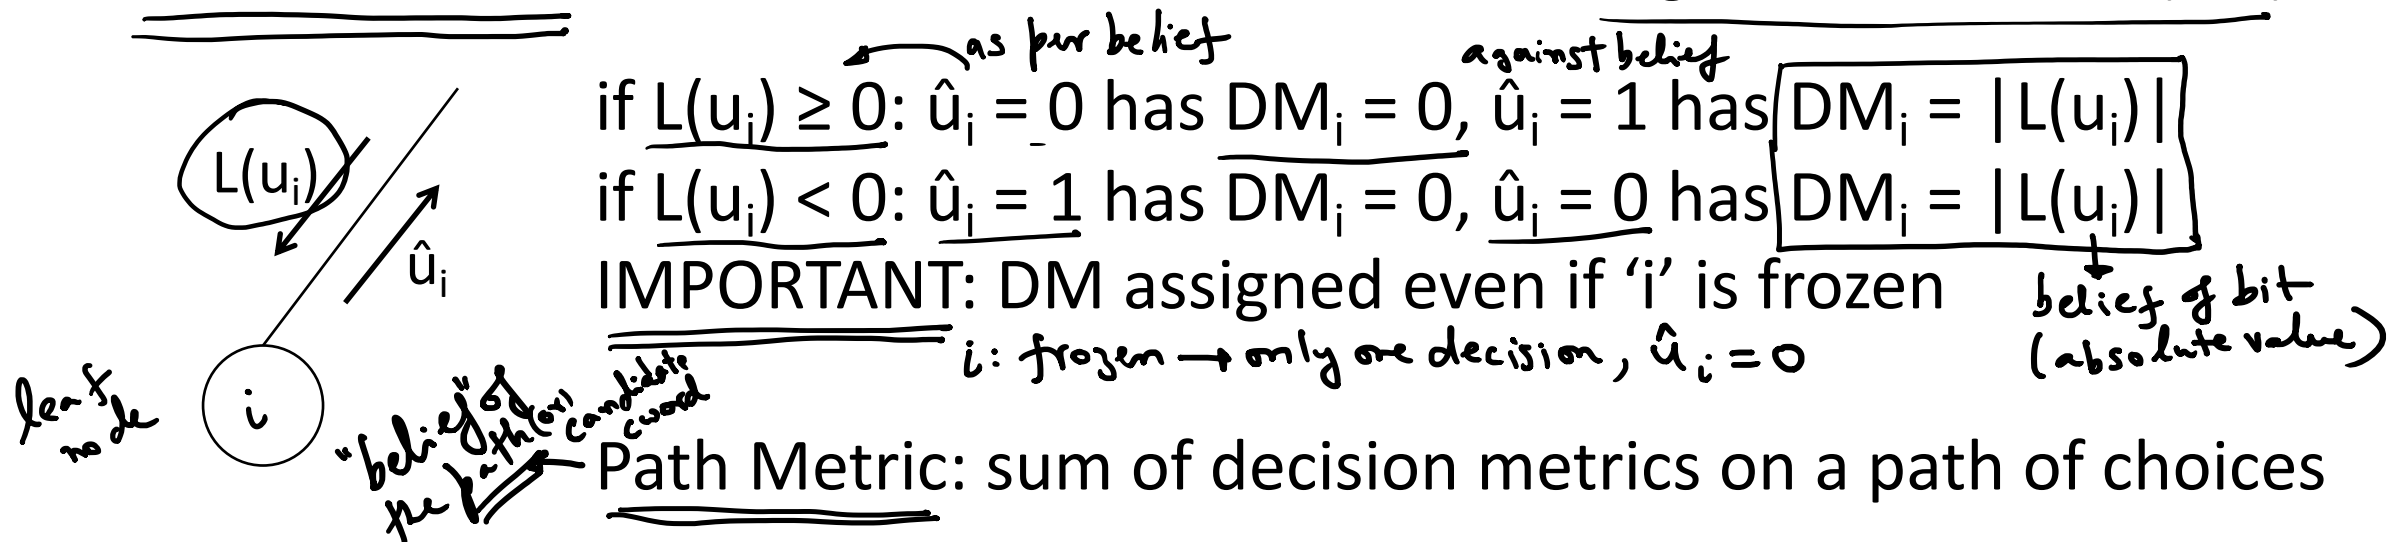 as per belief
against belief
if L(uᵢ) ≥ 0: ûᵢ = 0 has DMᵢ = 0, ûᵢ = 1 has DMᵢ = |L(uᵢ)|
L(uᵢ)
if L(uᵢ) < 0: ûᵢ = 1 has DMᵢ = 0, ûᵢ = 0 has DMᵢ = |L(uᵢ)|
ûᵢ
IMPORTANT: DM assigned even if ‘i’ is frozen
belief of bit
(absolute value)
i: frozen → only one decision, ûᵢ = 0
leaf
node
i
"belief" of
the path (or)
candidate
cword
Path Metric: sum of decision metrics on a path of choices